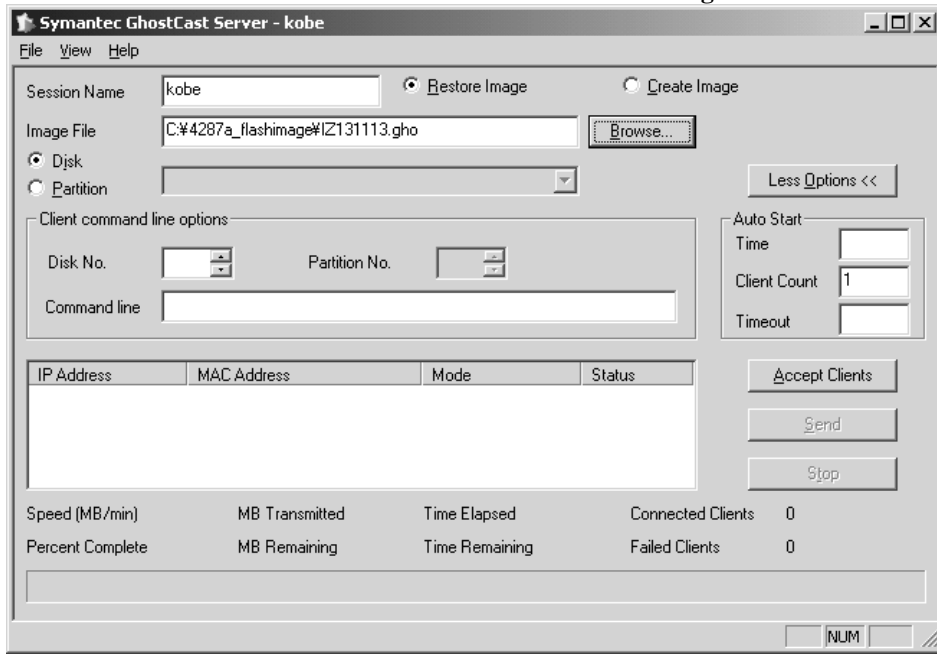 Symantec GhostCast Server - kobe
File View Help
Session Name kobe Restore Image Create Image
Image File C:¥4287a_flashimage¥IZ131113.gho Browse...
Disk
Partition Less Options <<
Client command line options Auto Start
Time
Disk No. Partition No.
Client Count 1
Command line
Timeout
IP Address MAC Address Mode Status Accept Clients
Send
Stop
Speed (MB/min) MB Transmitted Time Elapsed Connected Clients 0
Percent Complete MB Remaining Time Remaining Failed Clients 0
NUM